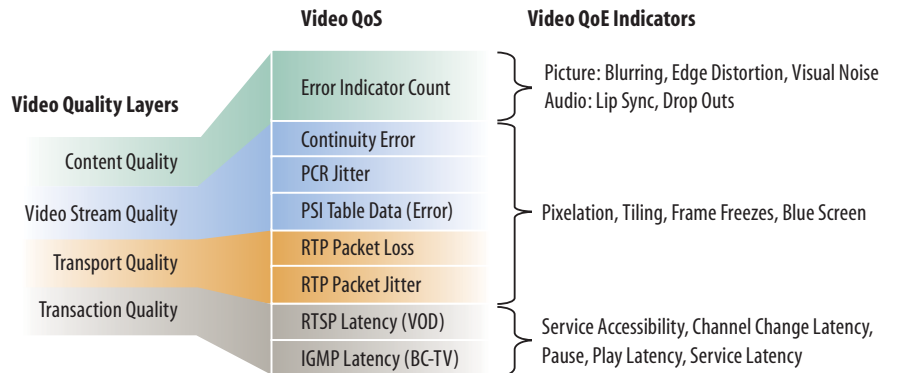 Video QoS
Video QoE Indicators
Video Quality Layers
Content Quality
Video Stream Quality
Transport Quality
Transaction Quality
Error Indicator Count
Continuity Error
PCR Jitter
PSI Table Data (Error)
RTP Packet Loss
RTP Packet Jitter
RTSP Latency (VOD)
IGMP Latency (BC-TV)
Picture: Blurring, Edge Distortion, Visual Noise
Audio: Lip Sync, Drop Outs
Pixelation, Tiling, Frame Freezes, Blue Screen
Service Accessibility, Channel Change Latency,
Pause, Play Latency, Service Latency